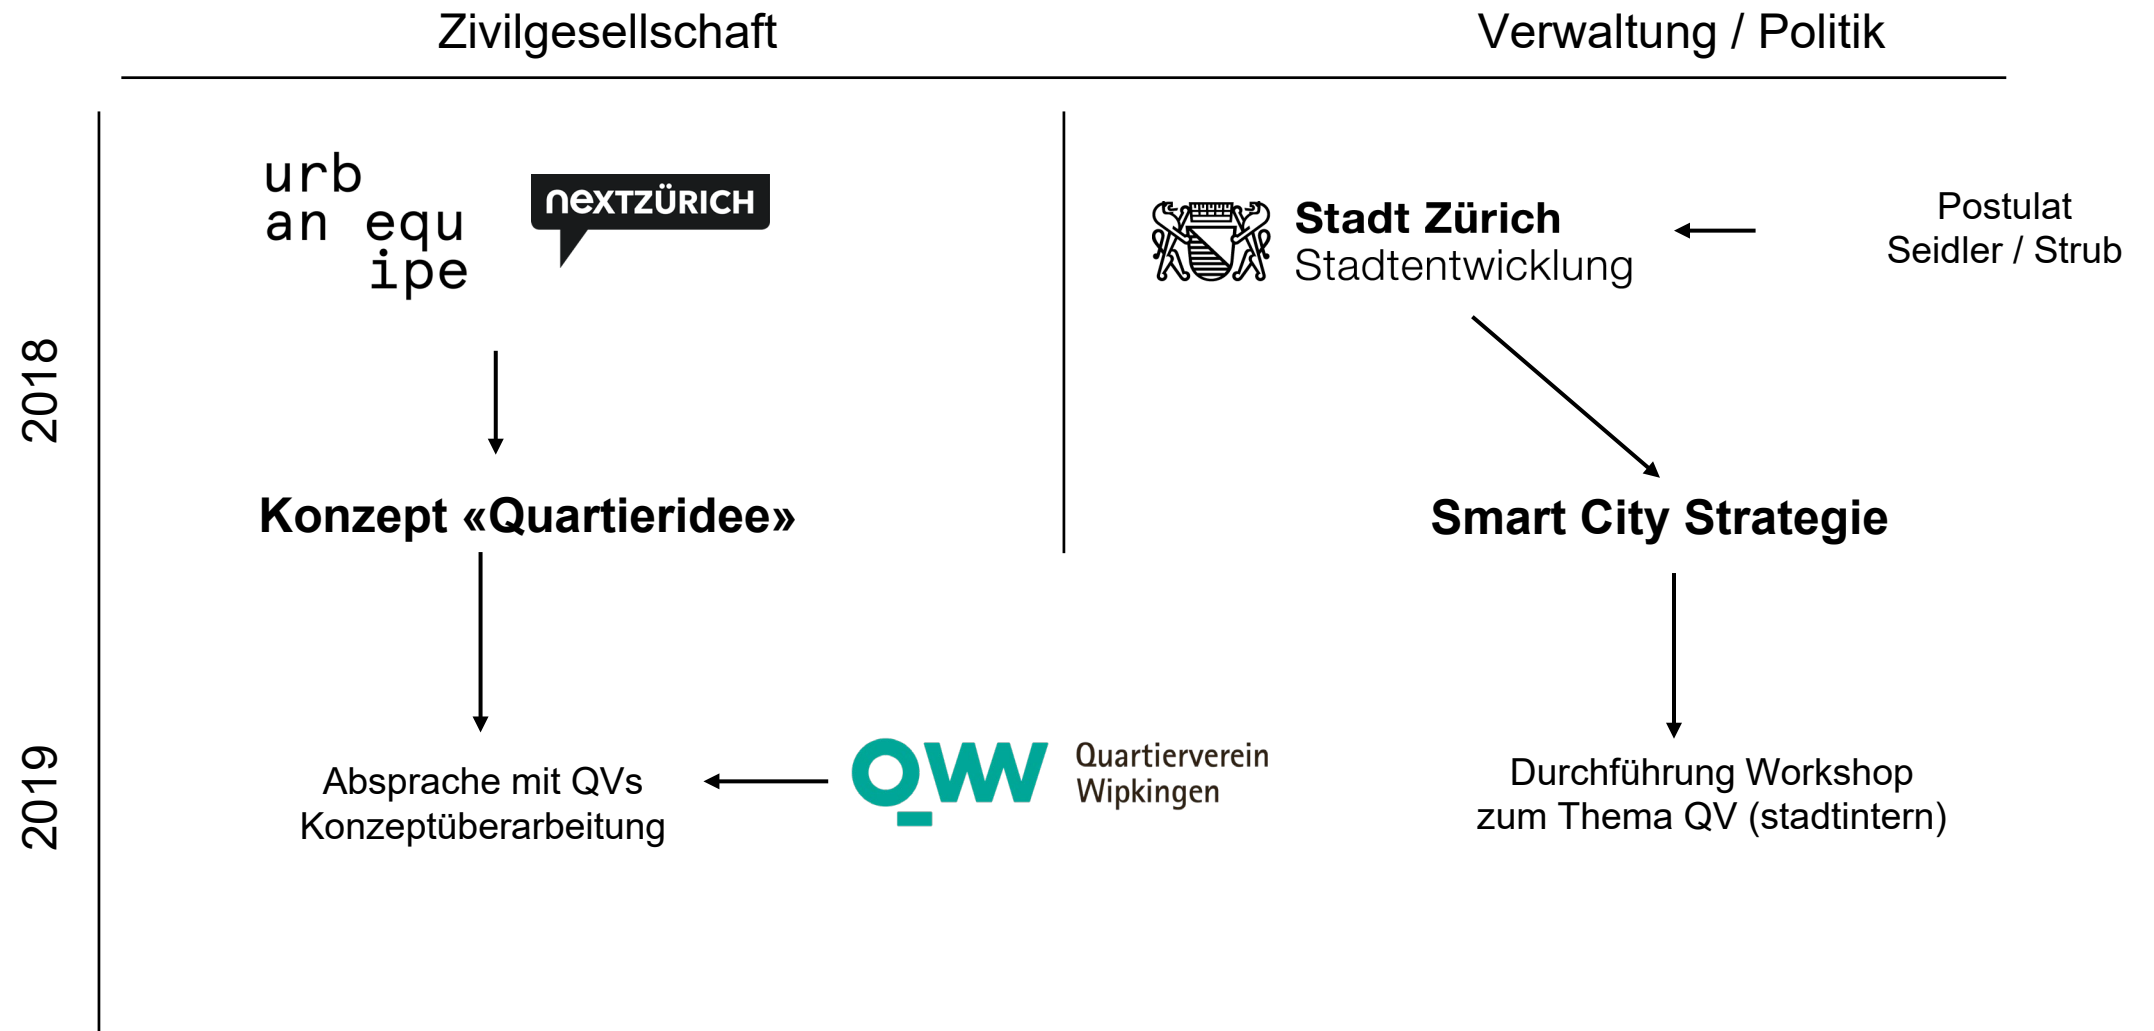 Zivilgesellschaft
Verwaltung / Politik
2018
urb
an equ
ipe
nextzürich
Stadt Zürich
Stadtentwicklung
Postulat
Seidler / Strub
Konzept «Quartieridee»
Smart City Strategie
2019
Absprache mit QVs
Konzeptüberarbeitung
QVW
Quartierverein
Wipkingen
Durchführung Workshop
zum Thema QV (stadtintern)